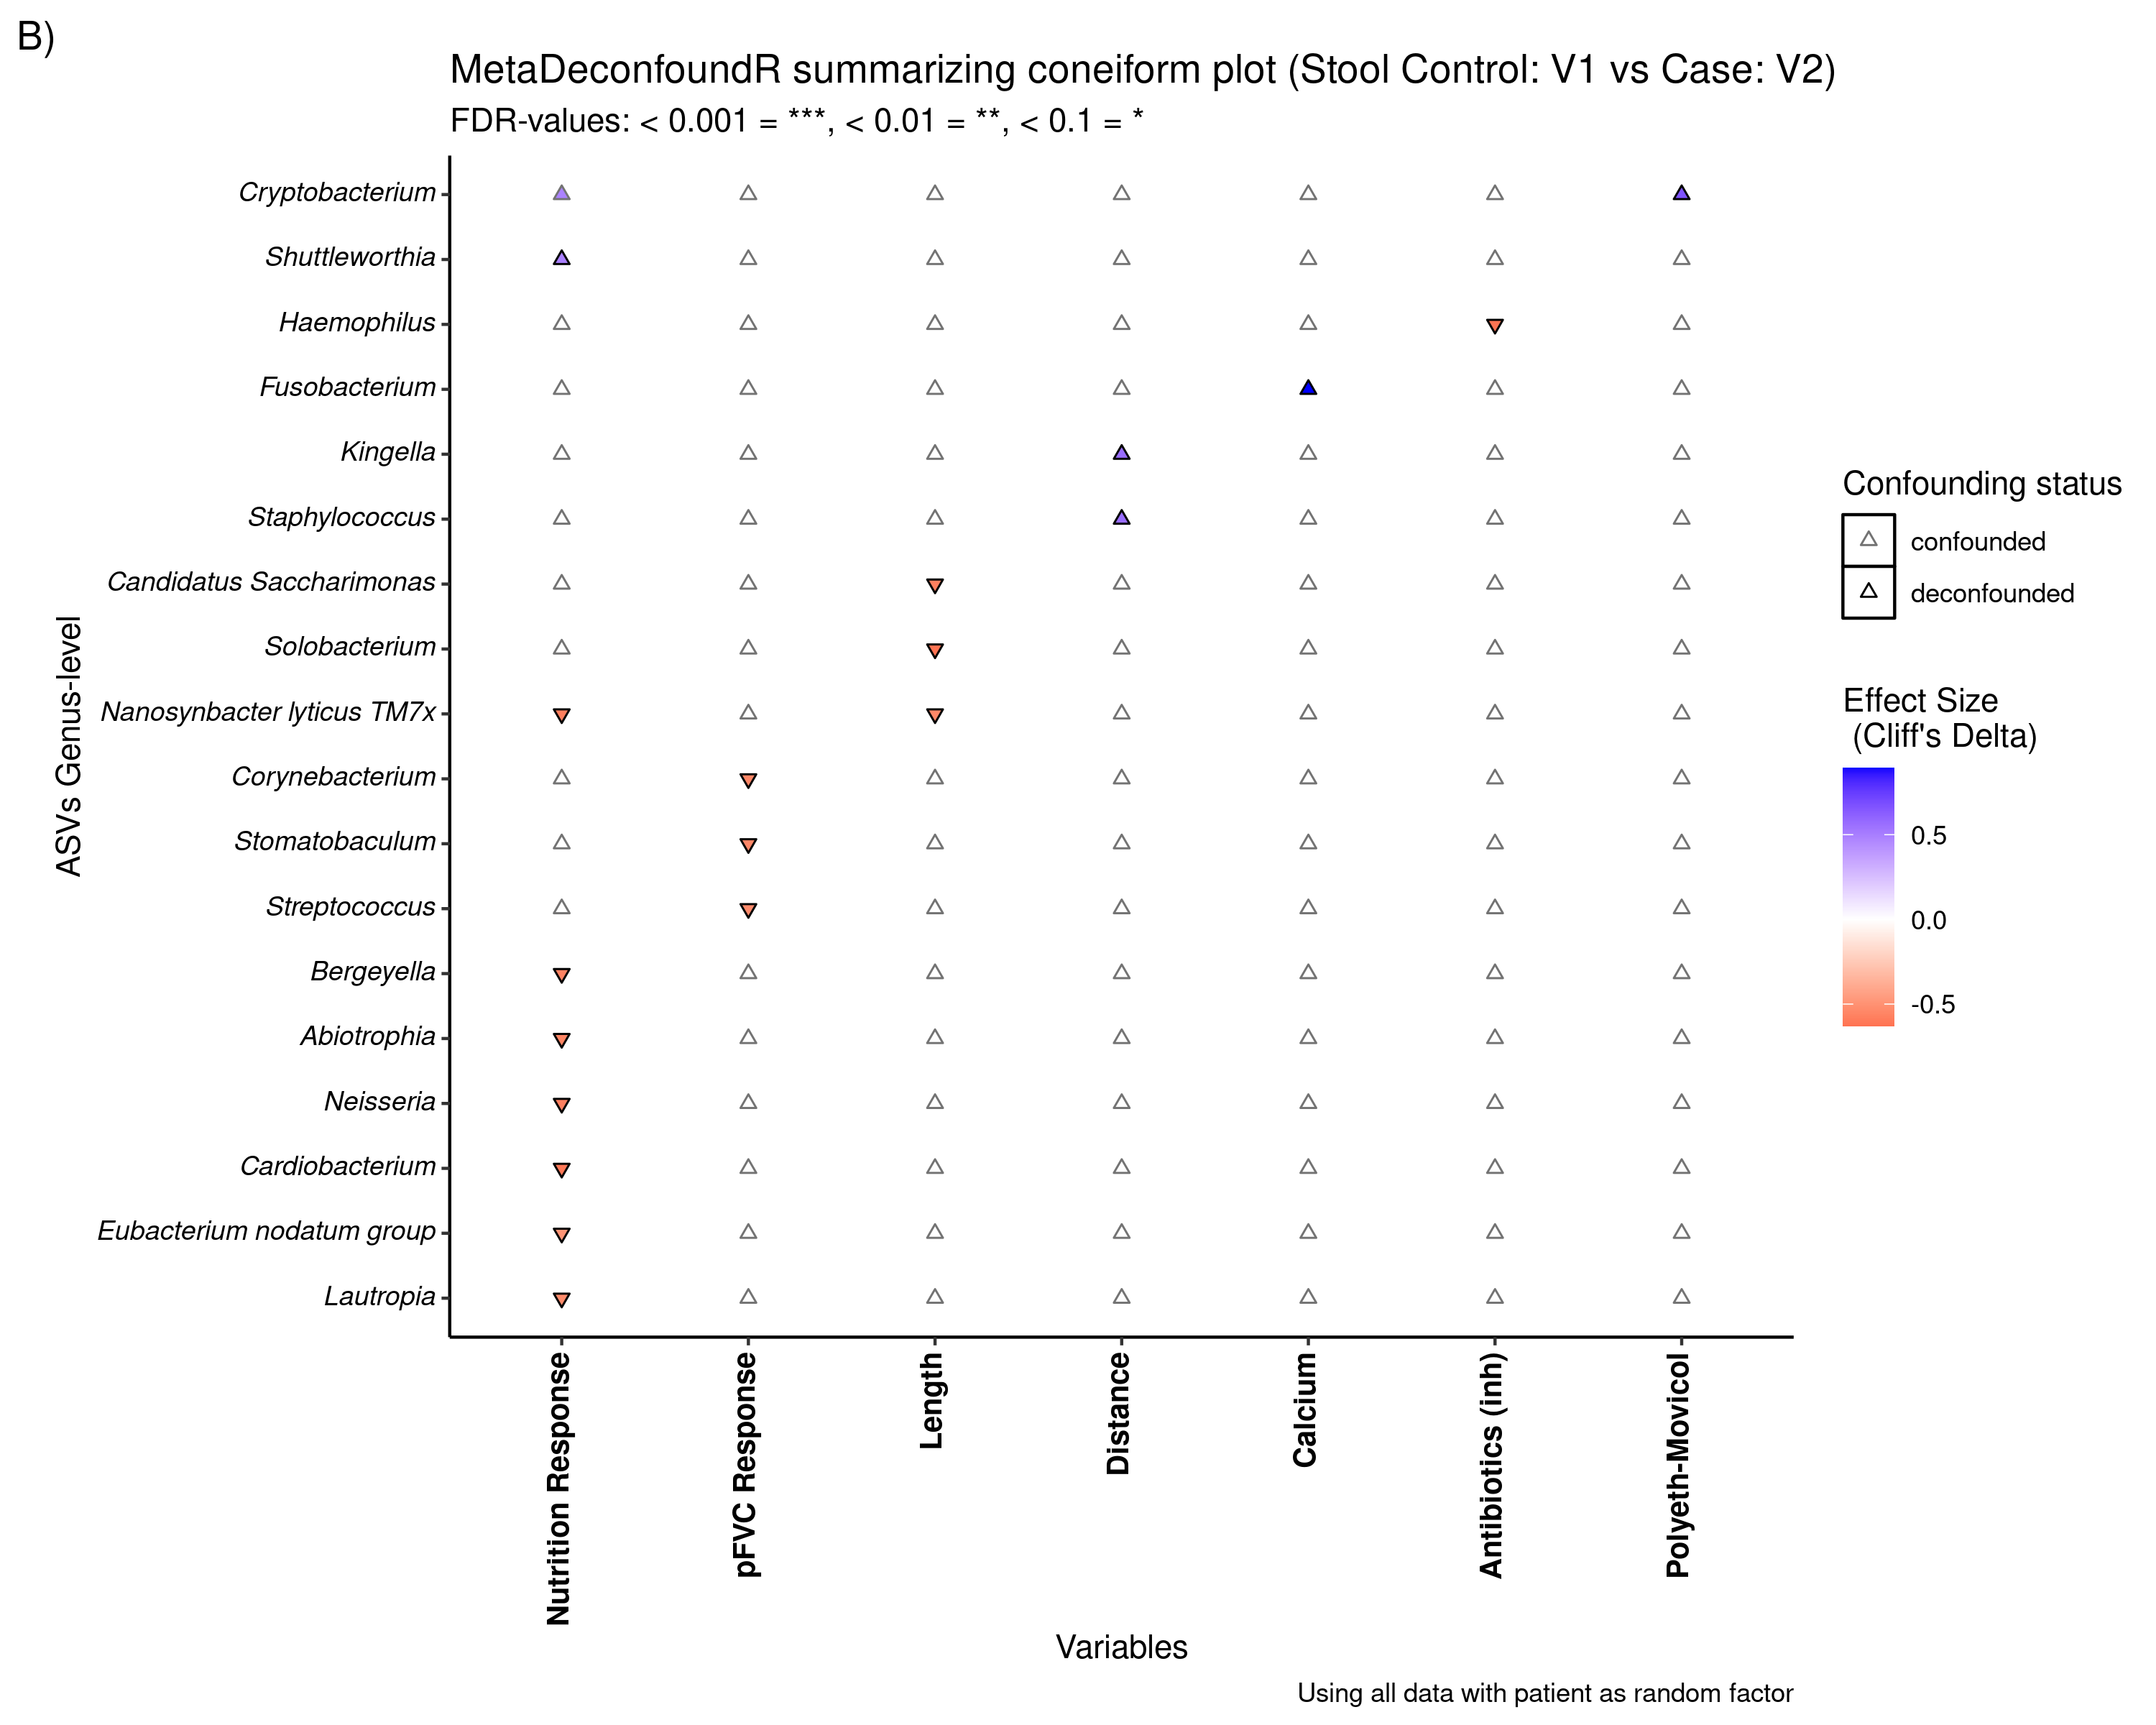 B)
MetaDeconfoundR summarizing coneiform plot (Stool Control: V1 vs Case: V2)
FDR-values: < 0.001 = ***, < 0.01 = **, < 0.1 = *
ASVs Genus-level
Cryptobacterium
Shuttleworthia
Haemophilus
Fusobacterium
Kingella
Staphylococcus
Candidatus Saccharimonas
Solobacterium
Nanosynbacter lyticus TM7x
Corynebacterium
Stomatobaculum
Streptococcus
Bergeyella
Abiotrophia
Neisseria
Cardiobacterium
Eubacterium nodatum group
Lautropia
Nutrition Response
pFVC Response
Length
Distance
Calcium
Antibiotics (inh)
Polyeth-Movicol
Variables
Using all data with patient as random factor
Confounding status
confounded
deconfounded
Effect Size
(Cliff's Delta)
0.5
0.0
-0.5